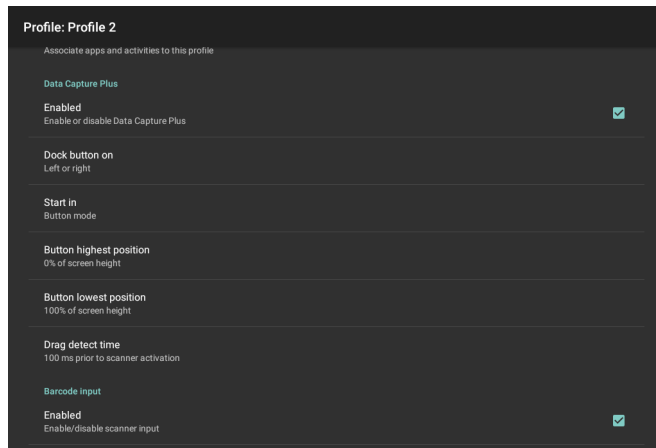 Profile: Profile 2
Associate apps and activities to this profile
Data Capture Plus
Enabled
Enable or disable Data Capture Plus
Dock button on
Left or right
Start in
Button mode
Button highest position
0% of screen height
Button lowest position
100% of screen height
Drag detect time
100 ms prior to scanner activation
Barcode input
Enabled
Enable/disable scanner input